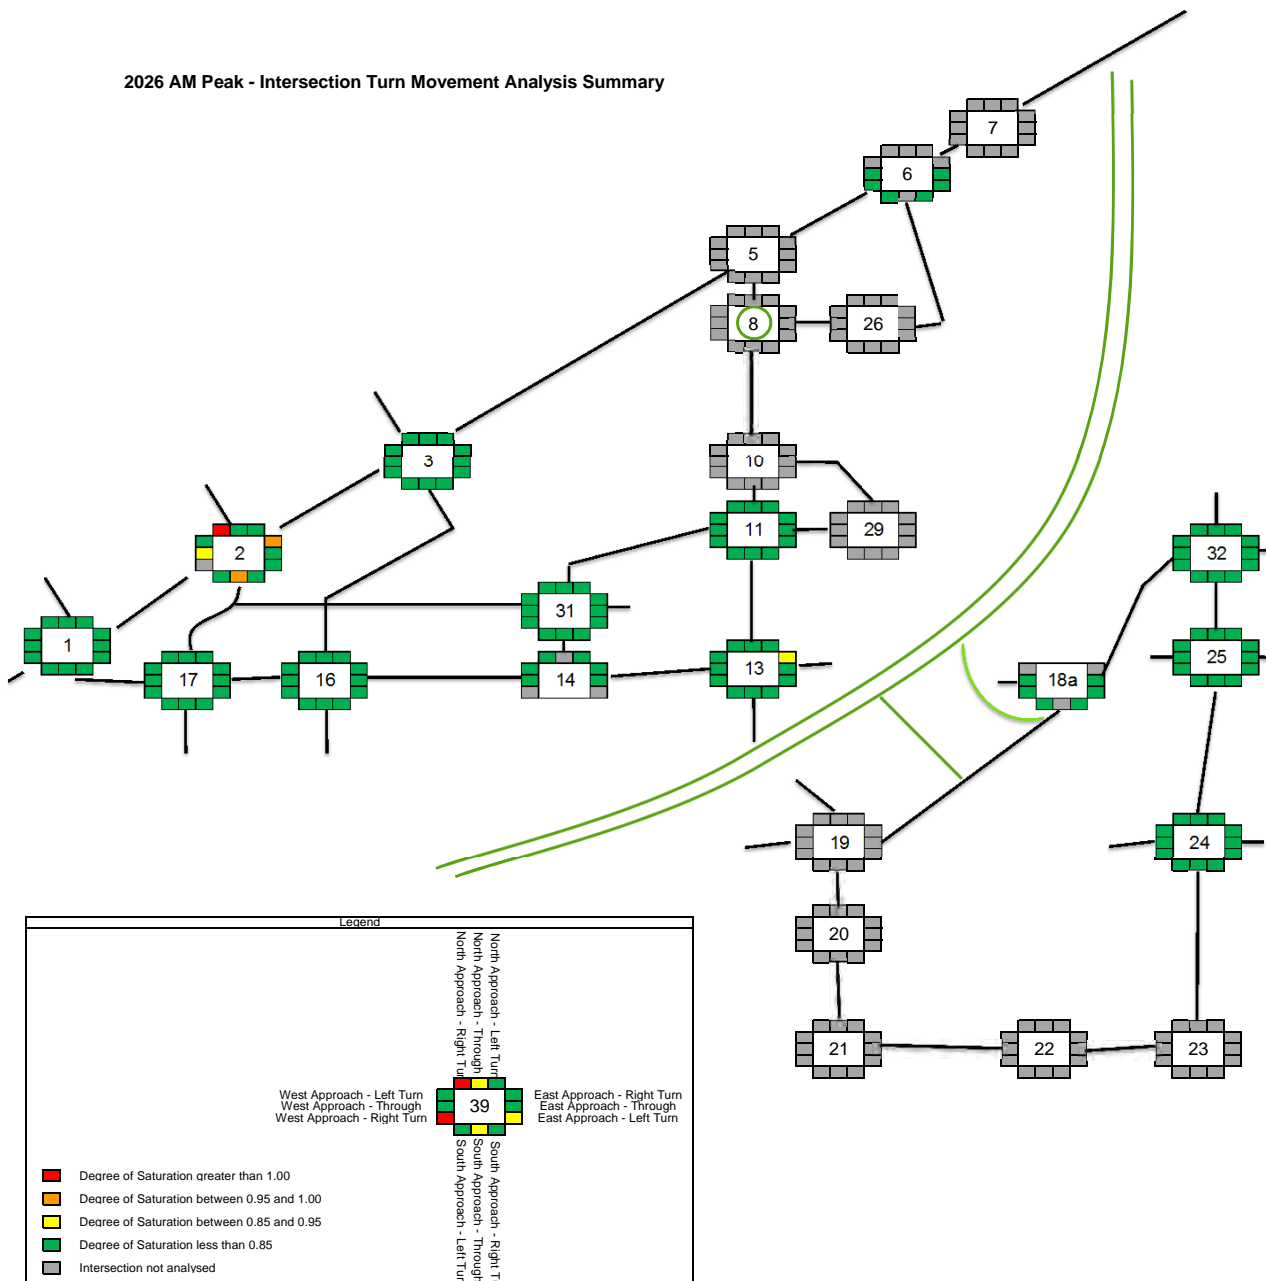 2026 AM Peak - Intersection Turn Movement Analysis Summary
7
6
5
8
26
3
10
11
29
2
32
31
1
25
17
16
14
13
18a
19
24
20
21
22
23
Legend
North Approach - Right Turn
North Approach - Through
North Approach - Left Turn
West Approach - Left Turn
West Approach - Through
West Approach - Right Turn
39
East Approach - Right Turn
East Approach - Through
East Approach - Left Turn
South Approach - Left Tur
South Approach - Through
South Approach - Right T
Degree of Saturation greater than 1.00
Degree of Saturation between 0.95 and 1.00
Degree of Saturation between 0.85 and 0.95
Degree of Saturation less than 0.85
Intersection not analysed